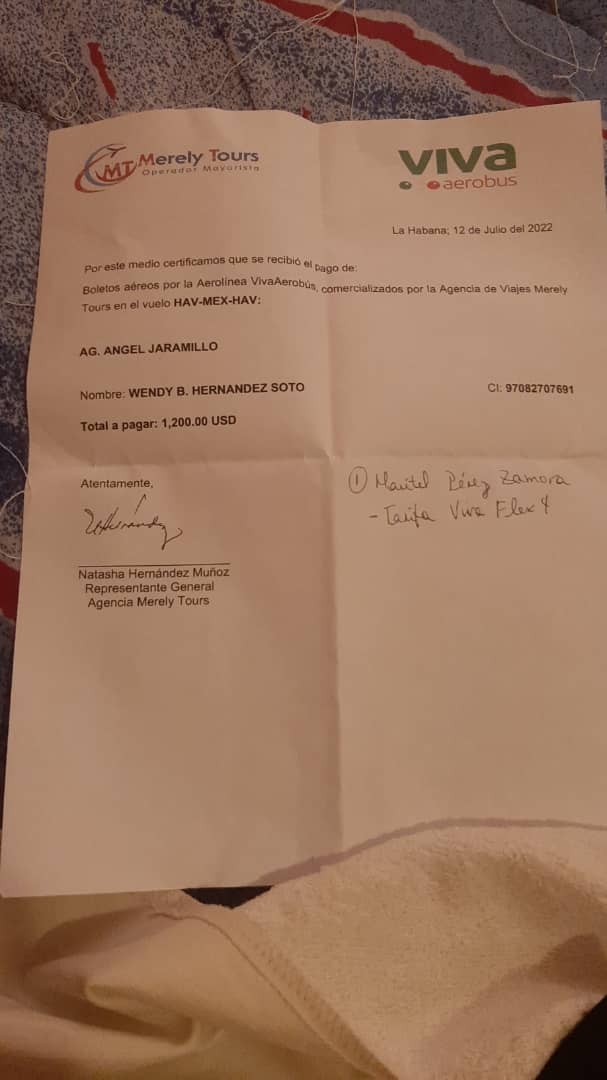 MT Merely Tours
Operador Mayorista
VIVA
aerobus
La Habana; 12 de Julio del 2022
Por este medio certificamos que se recibió el pago de:
Boletos aéreos por la Aerolínea VivaAerobús, comercializados por la Agencia de Viajes Merely
Tours en el vuelo HAV-MEX-HAV:
AG. ANGEL JARAMILLO
Nombre: WENDY B. HERNANDEZ SOTO
CI: 97082707691
Total a pagar: 1,200.00 USD
Atentamente,
① Maritel Pérez Zamora
- Tarifa Viva Flex
Natasha Hernández Muñoz
Representante General
Agencia Merely Tours